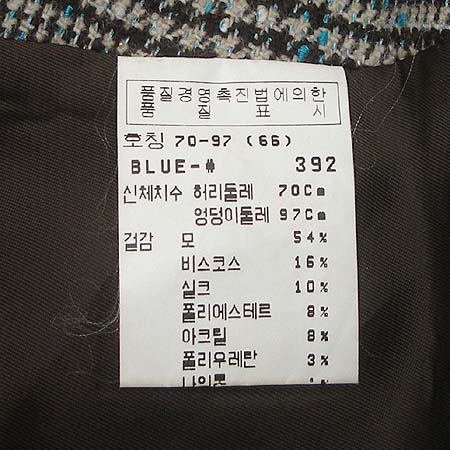 품질경영촉진법에의한
품 질 표 시
호칭 70-97 (66)
BLUE-# 392
신체치수 허리둘레 70Cm
엉덩이둘레 97Cm
겉감 모 54%
비스코스 16%
실크 10%
폴리에스테르 8%
아크릴 8%
폴리우레탄 3%